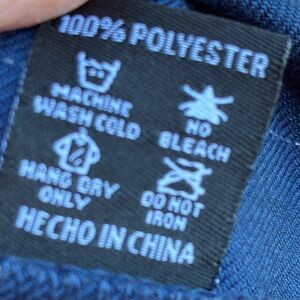 100% POLYESTER
MACHINE
WASH COLD
NO
BLEACH
HANG DRY
ONLY
DO NOT
IRON
HECHO IN CHINA